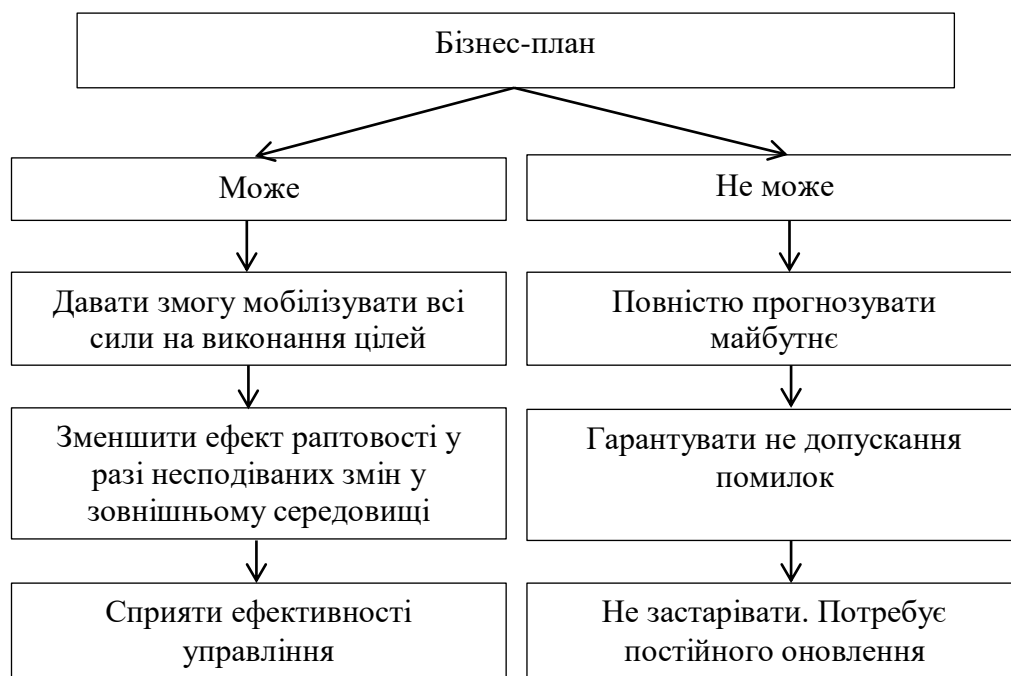 Бізнес-план
Може
Не може
Давати змогу мобілізувати всі
сили на виконання цілей
Повністю прогнозувати
майбутнє
Зменшити ефект раптовості у
разі несподіваних змін у
зовнішньому середовищі
Гарантувати не допускання
помилок
Сприяти ефективності
управління
Не застарівати. Потребує
постійного оновлення